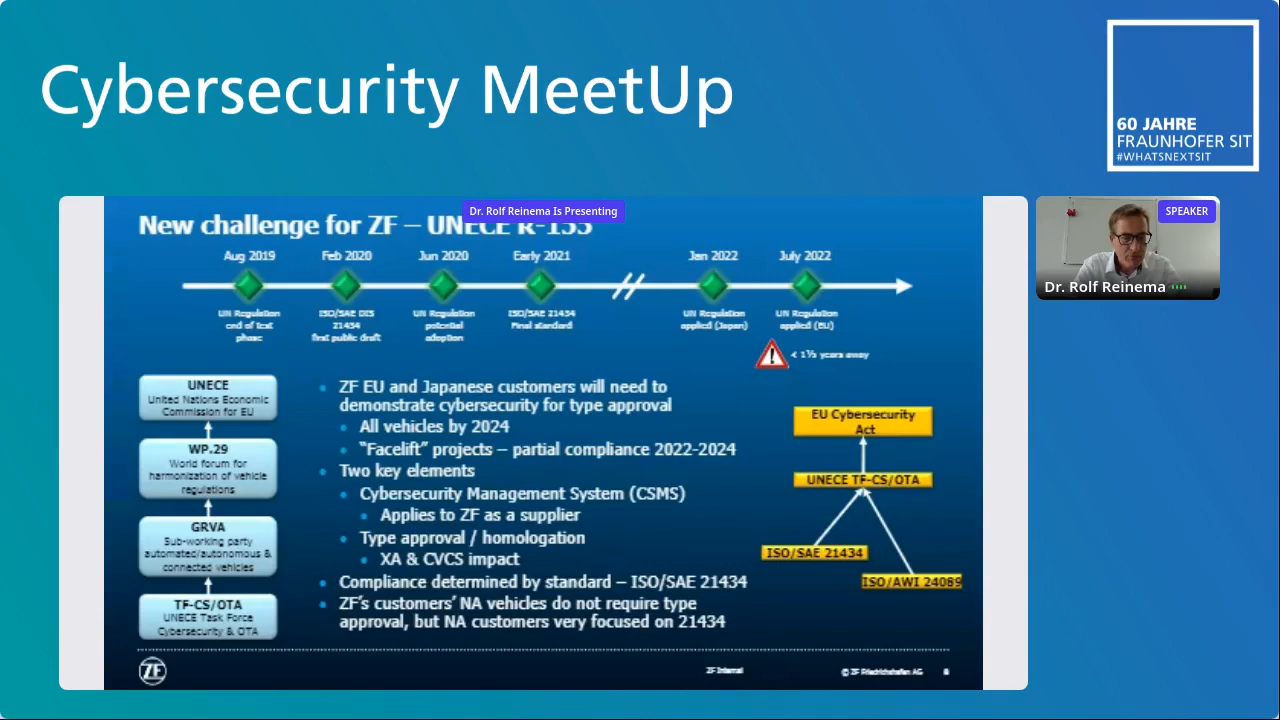 Cybersecurity MeetUp
60 JAHRE
FRAUNHOFER SIT
#WHATSNEXTSIT
Dr. Rolf Reinema Is Presenting
New challenge for ZF – UNECE R-155
Aug 2019
Feb 2020
Jun 2020
Early 2021
Jan 2022
July 2022
UN Regulation
end of test
phase
ISO/SAE DIS
21434
first public draft
UN Regulation
potential
adoption
ISO/SAE 21434
Final standard
UN Regulation
applied (Japan)
UN Regulation
applied (EU)
< 1½ years away
UNECE
United Nations Economic
Commission for EU
WP.29
World forum for
harmonization of vehicle
regulations
GRVA
Sub-working party
automated/autonomous &
connected vehicles
TF-CS/OTA
UNECE Task Force
Cybersecurity & OTA
• ZF EU and Japanese customers will need to
demonstrate cybersecurity for type approval
• All vehicles by 2024
• "Facelift" projects – partial compliance 2022-2024
• Two key elements
• Cybersecurity Management System (CSMS)
• Applies to ZF as a supplier
• Type approval / homologation
• XA & CVCS impact
• Compliance determined by standard – ISO/SAE 21434
• ZF's customers' NA vehicles do not require type
approval, but NA customers very focused on 21434
EU Cybersecurity
Act
UNECE TF-CS/OTA
ISO/SAE 21434
ISO/AWI 24089
ZF
ZF Internal
© ZF Friedrichshafen AG
8
SPEAKER
Dr. Rolf Reinema